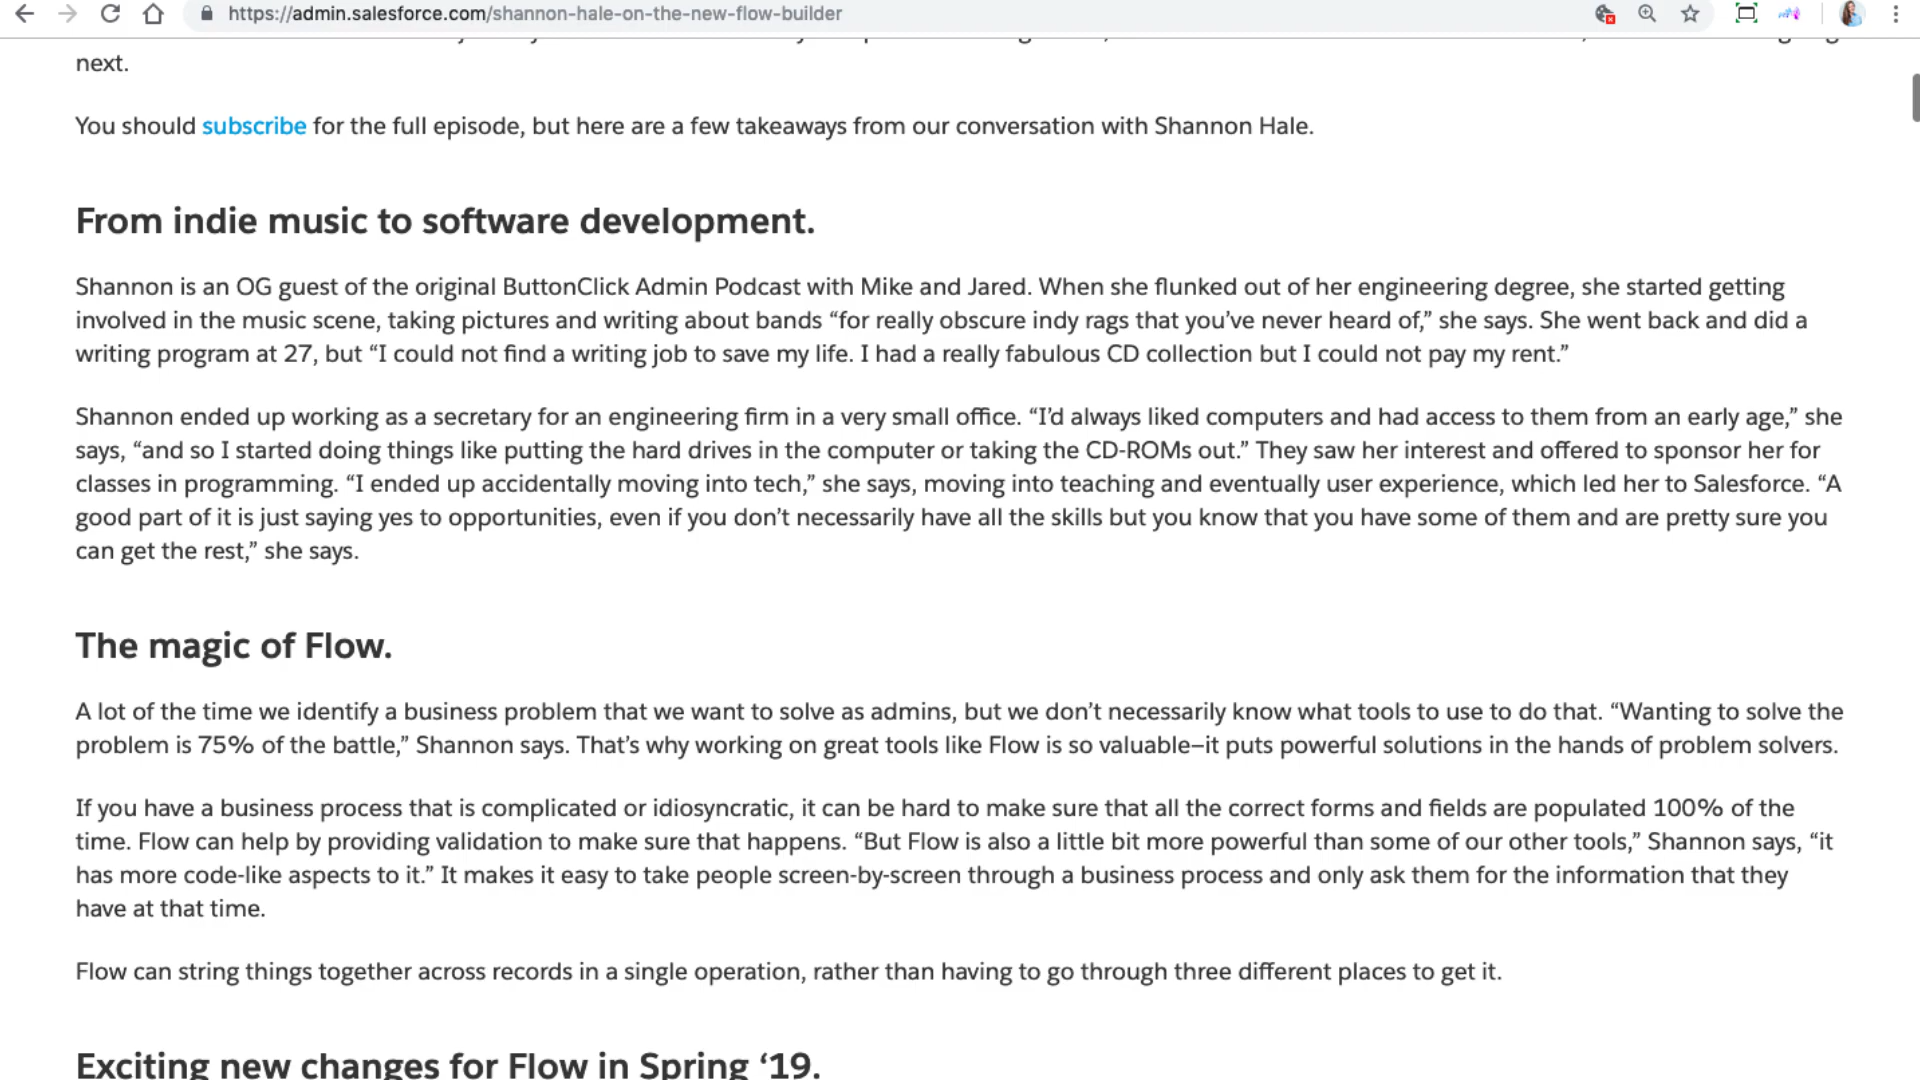 https://admin.salesforce.com/shannon-hale-on-the-new-flow-builder
next.
You should subscribe for the full episode, but here are a few takeaways from our conversation with Shannon Hale.
From indie music to software development.
Shannon is an OG guest of the original ButtonClick Admin Podcast with Mike and Jared. When she flunked out of her engineering degree, she started getting
involved in the music scene, taking pictures and writing about bands “for really obscure indy rags that you’ve never heard of,” she says. She went back and did a
writing program at 27, but “I could not find a writing job to save my life. I had a really fabulous CD collection but I could not pay my rent.”
Shannon ended up working as a secretary for an engineering firm in a very small office. “I’d always liked computers and had access to them from an early age,” she
says, “and so I started doing things like putting the hard drives in the computer or taking the CD-ROMs out.” They saw her interest and offered to sponsor her for
classes in programming. “I ended up accidentally moving into tech,” she says, moving into teaching and eventually user experience, which led her to Salesforce. “A
good part of it is just saying yes to opportunities, even if you don’t necessarily have all the skills but you know that you have some of them and are pretty sure you
can get the rest,” she says.
The magic of Flow.
A lot of the time we identify a business problem that we want to solve as admins, but we don’t necessarily know what tools to use to do that. “Wanting to solve the
problem is 75% of the battle,” Shannon says. That’s why working on great tools like Flow is so valuable–it puts powerful solutions in the hands of problem solvers.
If you have a business process that is complicated or idiosyncratic, it can be hard to make sure that all the correct forms and fields are populated 100% of the
time. Flow can help by providing validation to make sure that happens. “But Flow is also a little bit more powerful than some of our other tools,” Shannon says, “it
has more code-like aspects to it.” It makes it easy to take people screen-by-screen through a business process and only ask them for the information that they
have at that time.
Flow can string things together across records in a single operation, rather than having to go through three different places to get it.
Exciting new changes for Flow in Spring ‘19.